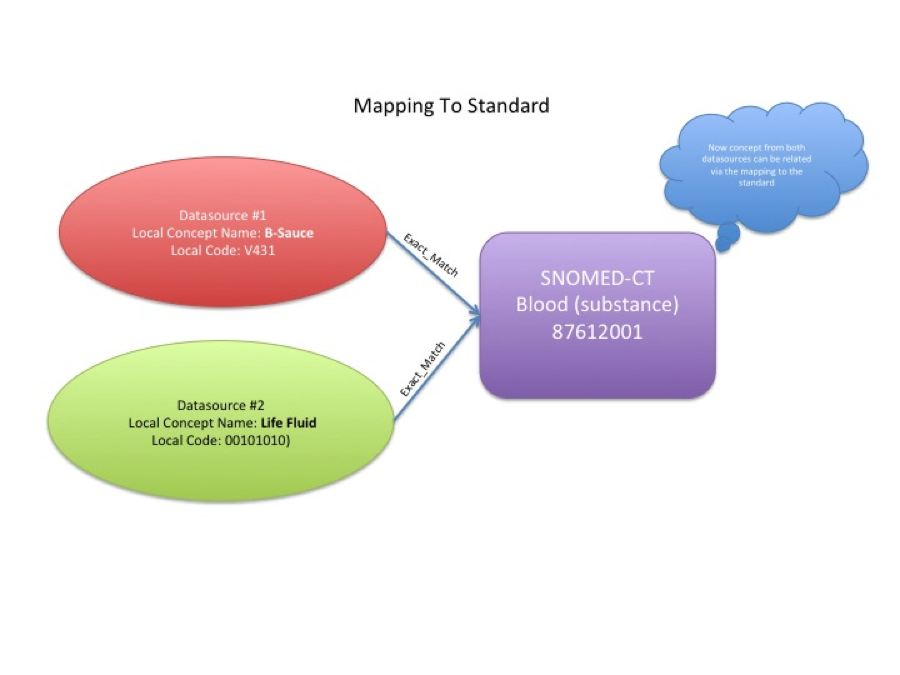 Mapping To Standard
Now concept from both
datasources can be related
via the mapping to the
standard
Datasource #1
Local Concept Name: B-Sauce
Local Code: V431
Exact_Match
SNOMED-CT
Blood (substance)
87612001
Exact_Match
Datasource #2
Local Concept Name: Life Fluid
Local Code: 00101010)